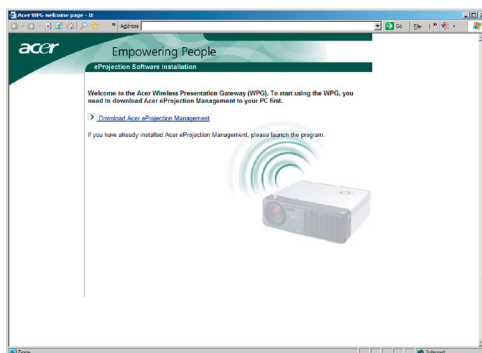 Acer WPG welcome page - IE
Address
Go
acer
Empowering People
eProjection Software Installation
Welcome to the Acer Wireless Presentation Gateway (WPG). To start using the WPG, you
need to download Acer eProjection Management to your PC first.
Download Acer eProjection Management
If you have already installed Acer eProjection Management, please launch the program.
Done
Internet